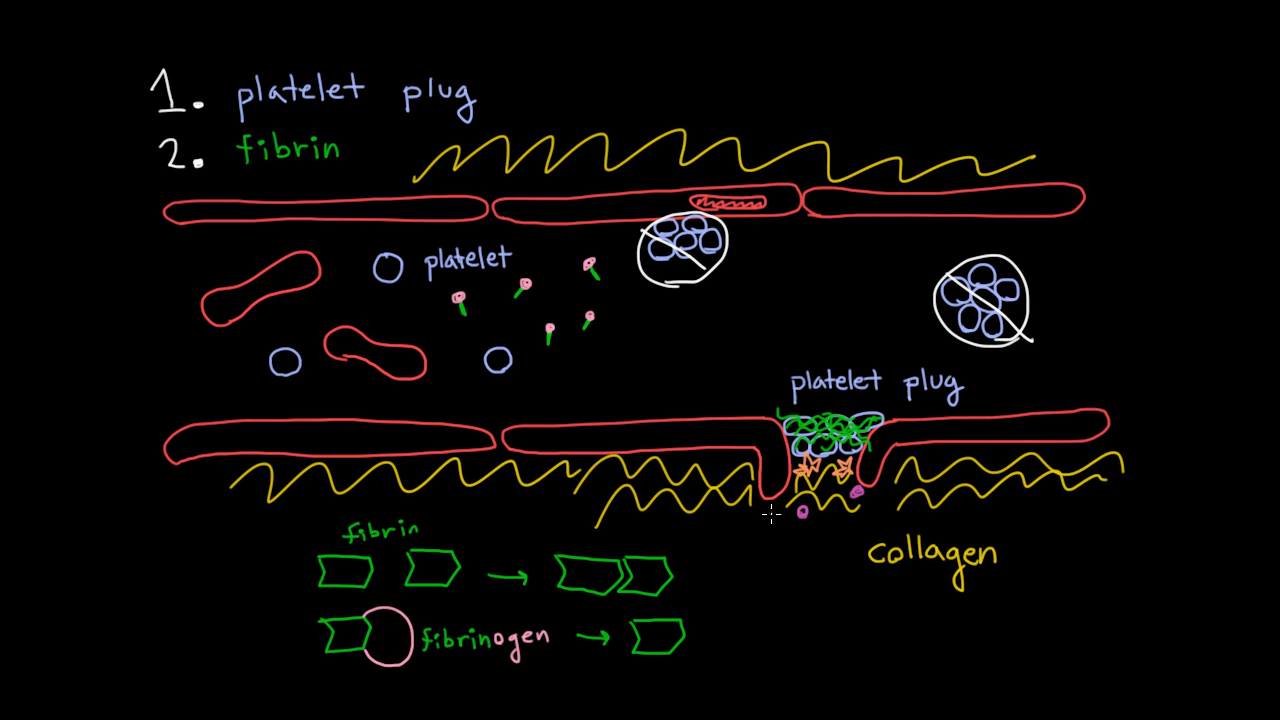 1. platelet plug
2. fibrin
platelet
platelet plug
fibrin
collagen
fibrinogen